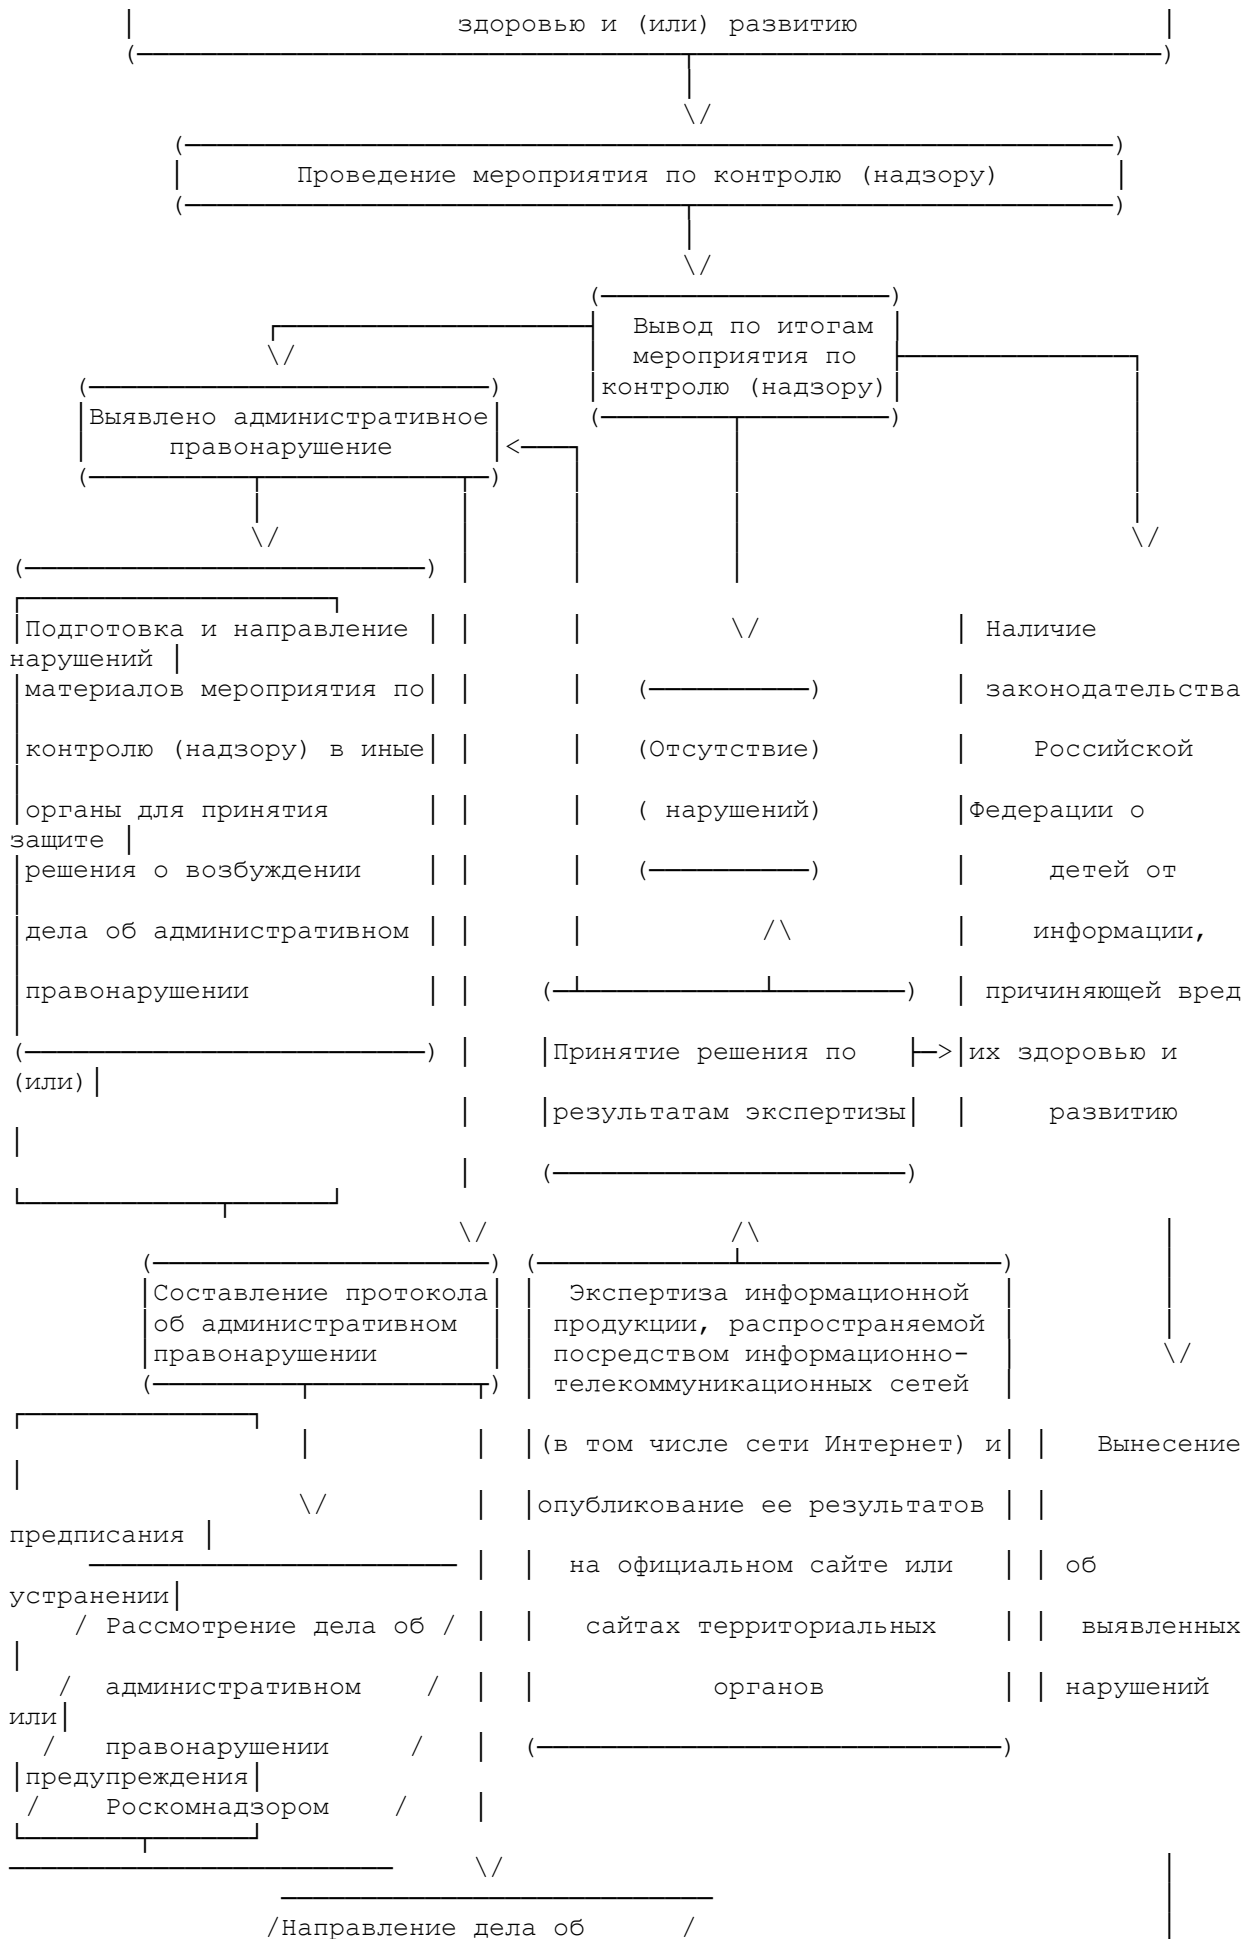 здоровью и (или) развитию
Проведение мероприятия по контролю (надзору)
Вывод по итогам
мероприятия по
контролю (надзору)
Выявлено административное
правонарушение
Подготовка и направление Наличие
нарушений
материалов мероприятия по законодательства
контролю (надзору) в иные (Отсутствие) Российской
органы для принятия ( нарушений) Федерации о
защите
решения о возбуждении детей от
дела об административном информации,
правонарушении причиняющей вред
Принятие решения по их здоровью и
(или)
результатам экспертизы развитию
Составление протокола Экспертиза информационной
об административном продукции, распространяемой
правонарушении посредством информационно-
телекоммуникационных сетей
(в том числе сети Интернет) и Вынесение
опубликование ее результатов
предписания
на официальном сайте или об
устранении
Рассмотрение дела об сайтах территориальных выявленных
административном органов нарушений
или
правонарушении
предупреждения
Роскомнадзором
Направление дела об